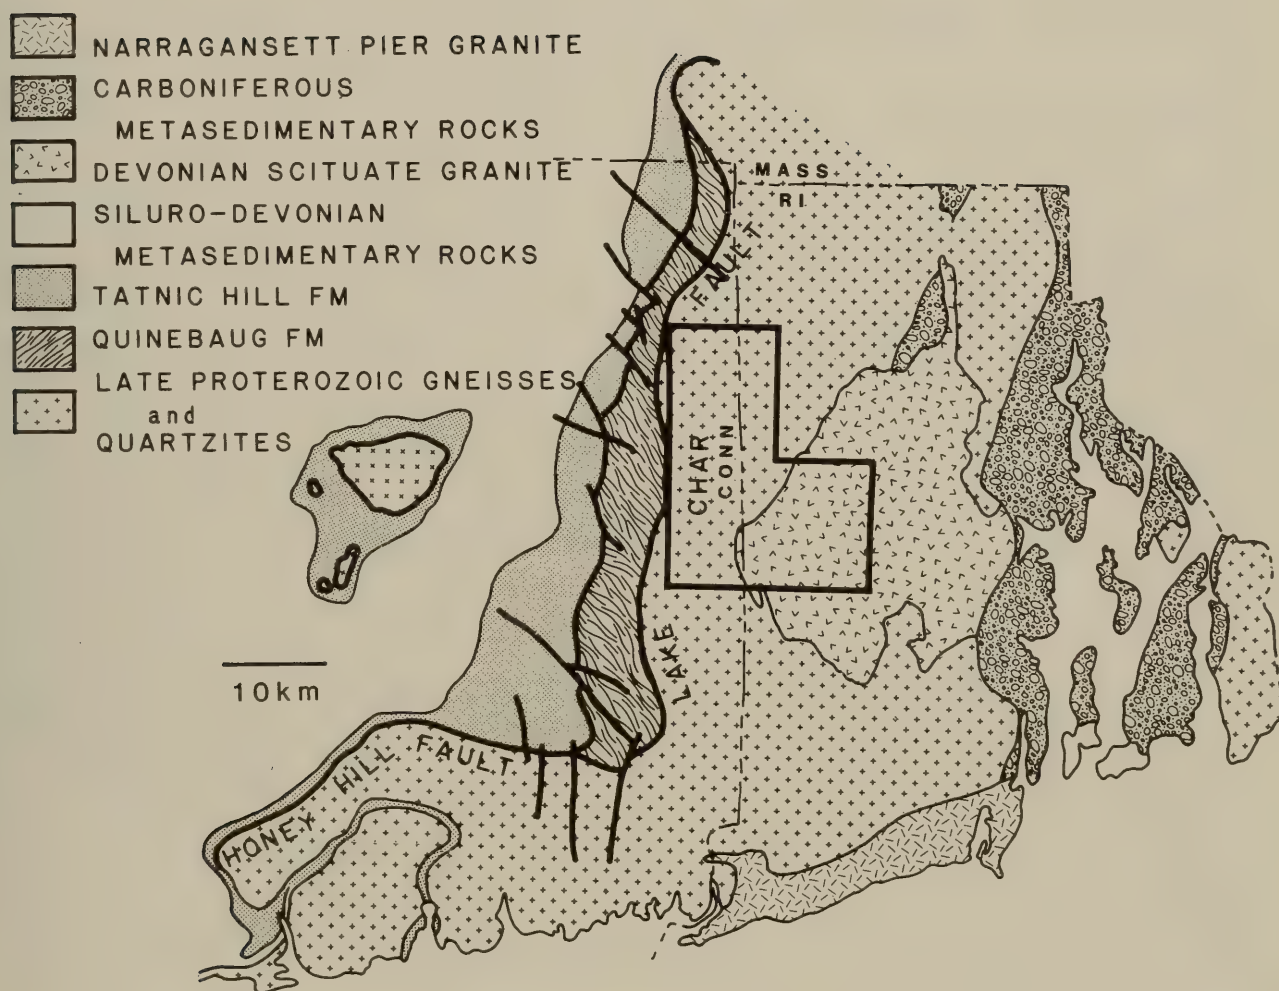 NARRAGANSETT PIER GRANITE
CARBONIFEROUS
METASEDIMENTARY ROCKS
DEVONIAN SCITUATE GRANITE
SILURO-DEVONIAN
METASEDIMENTARY ROCKS
TATNIC HILL FM
QUINEBAUG FM
LATE PROTEROZOIC GNEISSES
and
QUARTZITES
MASS
RI
FAULT
CHAR
CONN
LAKE
10km
HONEY HILL FAULT